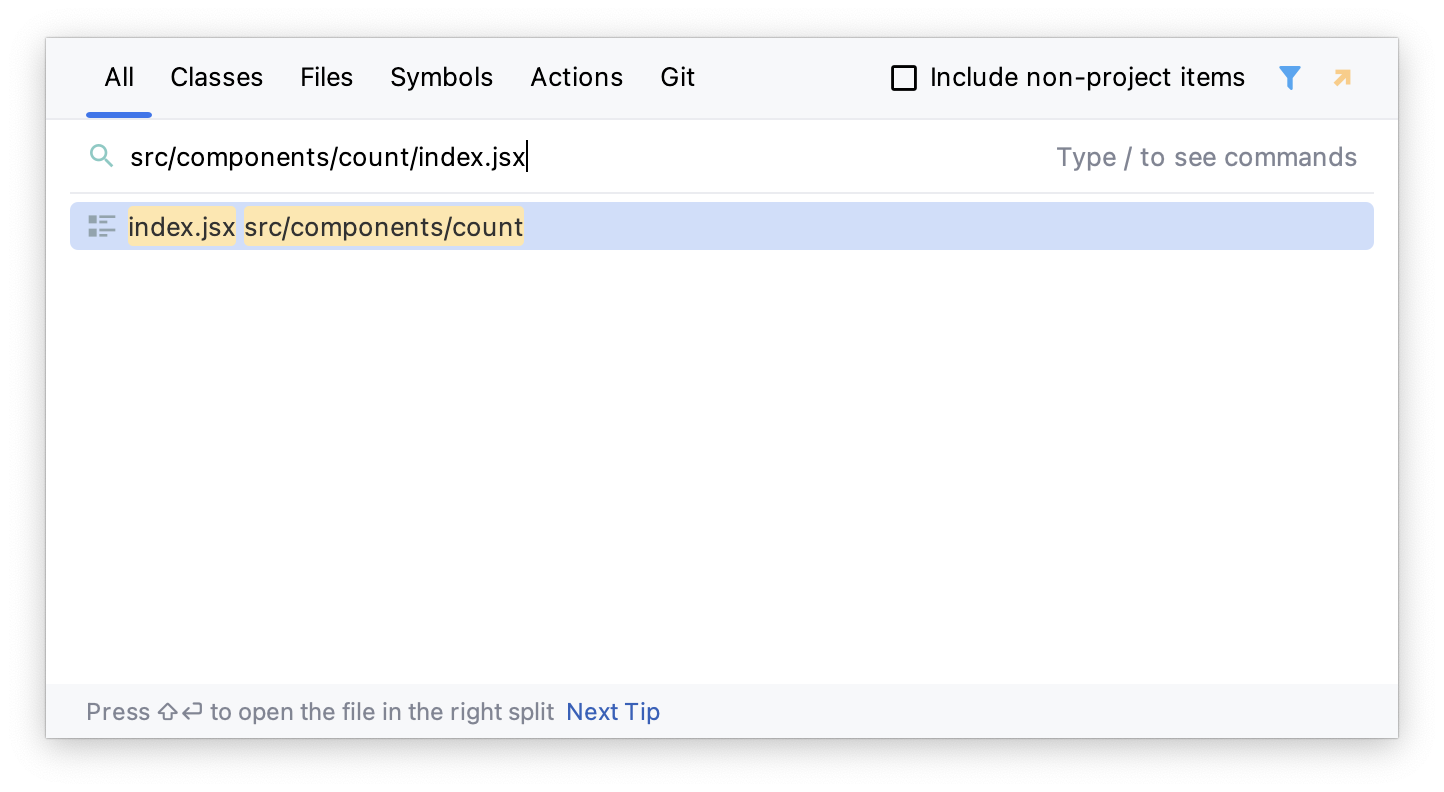 All Classes Files Symbols Actions Git Include non-project items
src/components/count/index.jsx Type / to see commands
index.jsx src/components/count
Press ⇧⏎ to open the file in the right split Next Tip